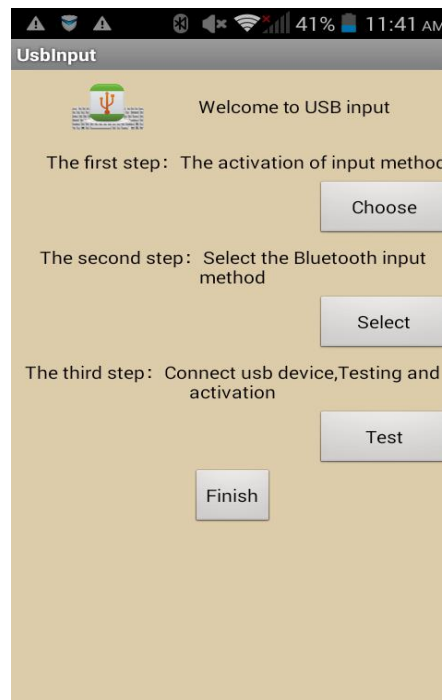 41% 11:41 AM
UsbInput
Welcome to USB input
The first step：The activation of input method
Choose
The second step：Select the Bluetooth input
method
Select
The third step：Connect usb device,Testing and
activation
Test
Finish